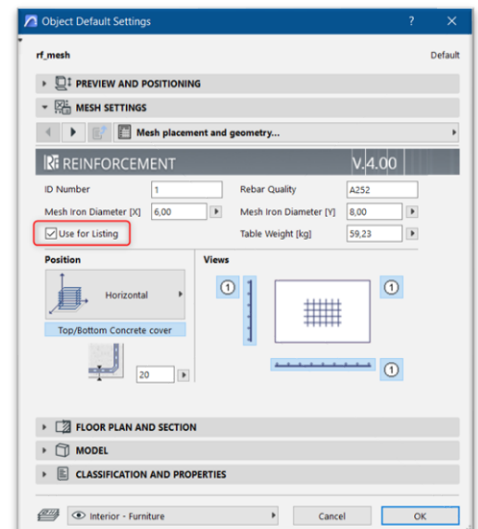 Object Default Settings ? ×
rf_mesh Default
PREVIEW AND POSITIONING
MESH SETTINGS
Mesh placement and geometry...
REINFORCEMENT V.4.00
ID Number 1 Rebar Quality A252
Mesh Iron Diameter [X] 6,00 Mesh Iron Diameter [Y] 8,00
Use for Listing Table Weight [kg] 59,23
Position Views
Horizontal 1 1
Top/Bottom Concrete cover
1
20
FLOOR PLAN AND SECTION
MODEL
CLASSIFICATION AND PROPERTIES
Interior - Furniture Cancel OK